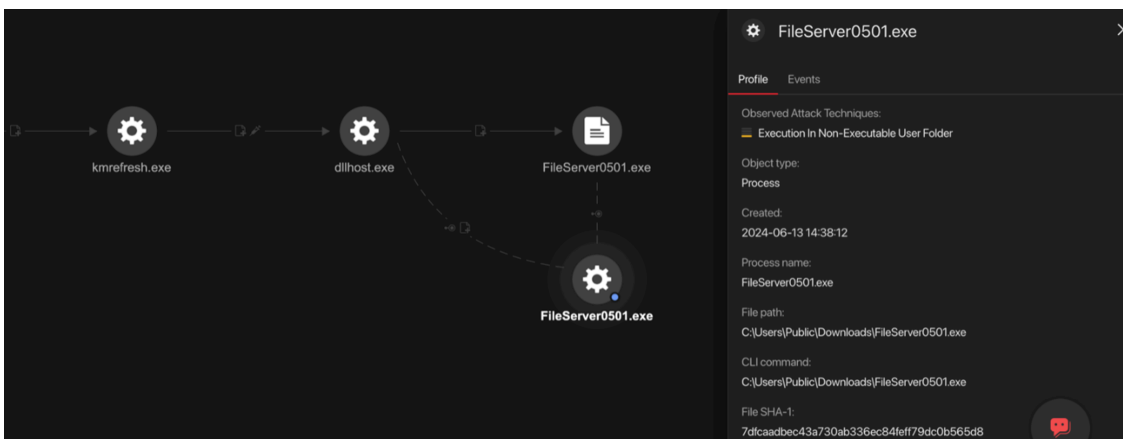 kmrefresh.exe
dllhost.exe
FileServer0501.exe
FileServer0501.exe
FileServer0501.exe
Profile Events
Observed Attack Techniques:
Execution In Non-Executable User Folder
Object type:
Process
Created:
2024-06-13 14:38:12
Process name:
FileServer0501.exe
File path:
C:\Users\Public\Downloads\FileServer0501.exe
CLI command:
C:\Users\Public\Downloads\FileServer0501.exe
File SHA-1:
7dfcaadbec43a730ab336ec84feff79dc0b565d8